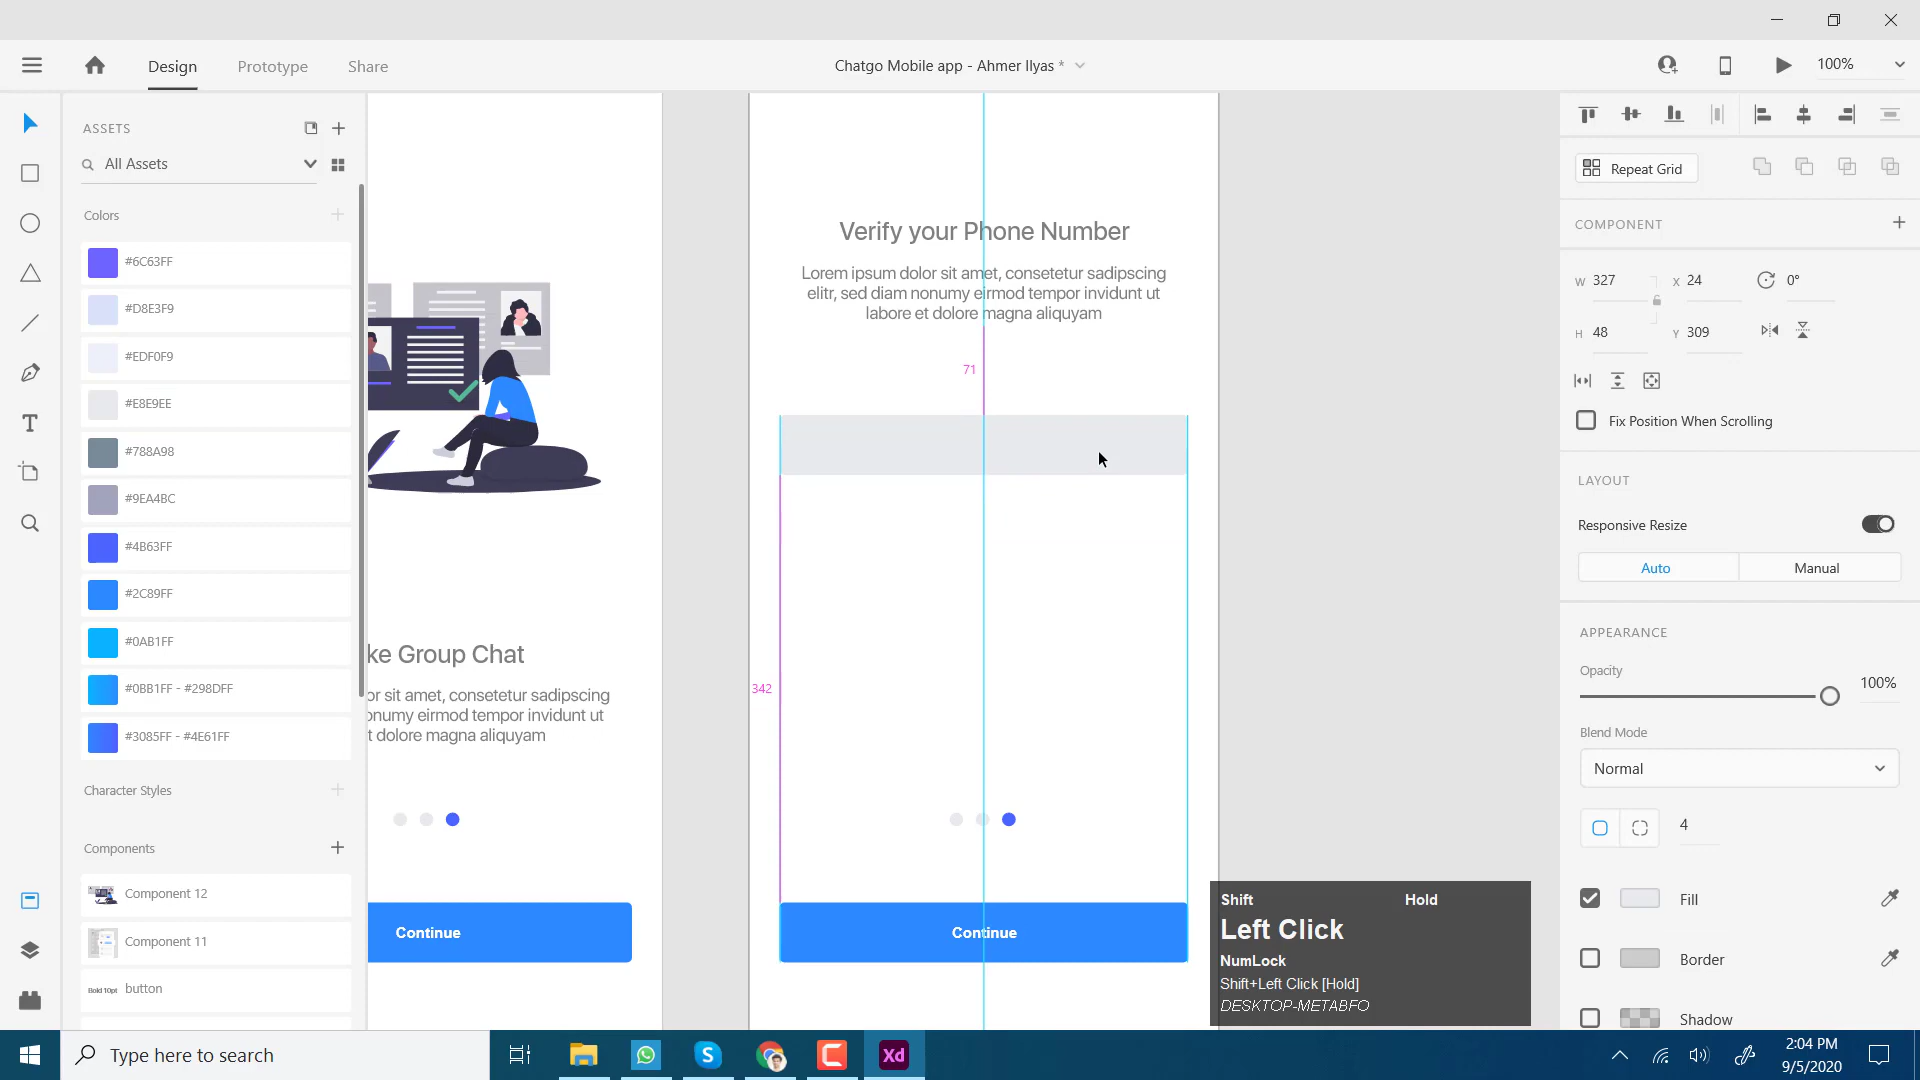 Design
Prototype
Share
Chatgo Mobile app - Ahmer Ilyas *
100%
ASSETS
All Assets
Colors
#6C63FF
#D8E3F9
#EDF0F9
#E8E9EE
#788A98
#9EA4BC
#4B63FF
#2C89FF
#0AB1FF
#0BB1FF - #298DFF
#3085FF - #4E61FF
Character Styles
Components
Component 12
Component 11
Bold 10pt button
ke Group Chat
or sit amet, consetetur sadipscing
onumy eirmod tempor invidunt ut
t dolore magna aliquyam
Continue
Verify your Phone Number
Lorem ipsum dolor sit amet, consetetur sadipscing
elitr, sed diam nonumy eirmod tempor invidunt ut
labore et dolore magna aliquyam
71
342
Continue
Shift Hold
Left Click
NumLock
Shift+Left Click [Hold]
DESKTOP-METABFO
Repeat Grid
COMPONENT
W 327 X 24 0°
H 48 Y 309
Fix Position When Scrolling
LAYOUT
Responsive Resize
Auto Manual
APPEARANCE
Opacity
100%
Blend Mode
Normal
4
Fill
Border
Shadow
Type here to search
Xd
2:04 PM
9/5/2020